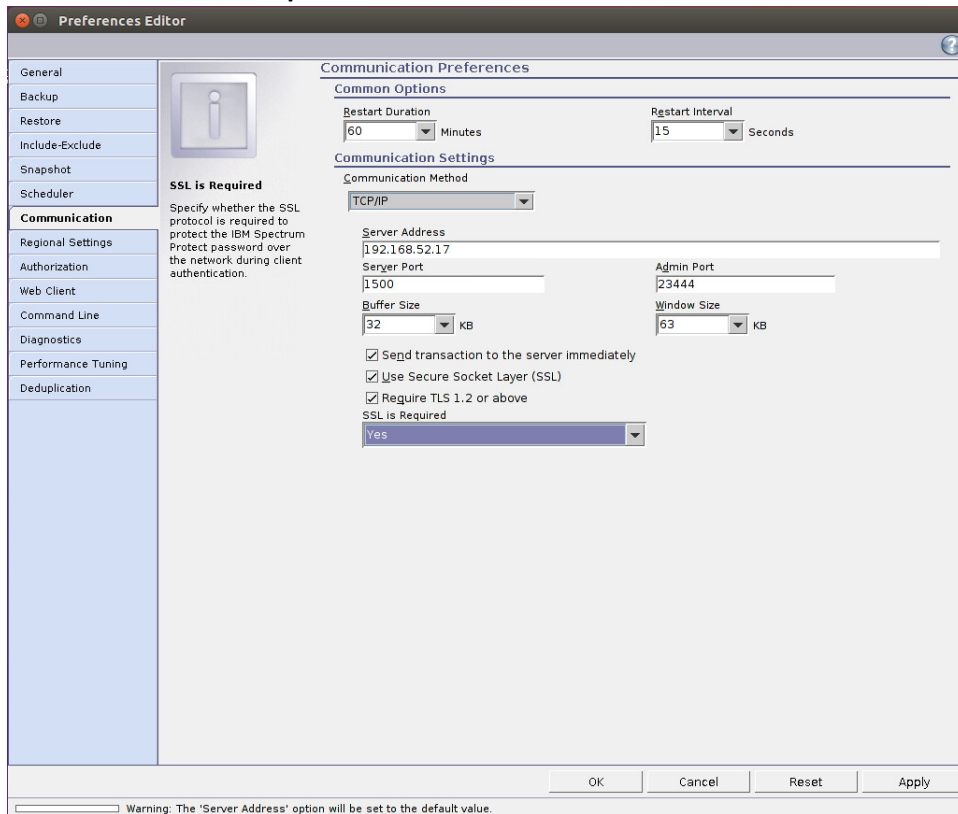 Preferences Editor
General
Backup
Restore
Include-Exclude
Snapshot
Scheduler
Communication
Regional Settings
Authorization
Web Client
Command Line
Diagnostics
Performance Tuning
Deduplication
SSL is Required
Specify whether the SSL
protocol is required to
protect the IBM Spectrum
Protect password over
the network during client
authentication.
Communication Preferences
Common Options
Restart Duration
Restart Interval
60 Minutes
15 Seconds
Communication Settings
Communication Method
TCP/IP
Server Address
192.168.52.17
Server Port
Admin Port
1500
23444
Buffer Size
Window Size
32 KB
63 KB
Send transaction to the server immediately
Use Secure Socket Layer (SSL)
Require TLS 1.2 or above
SSL is Required
Yes
OK
Cancel
Reset
Apply
Warning: The 'Server Address' option will be set to the default value.